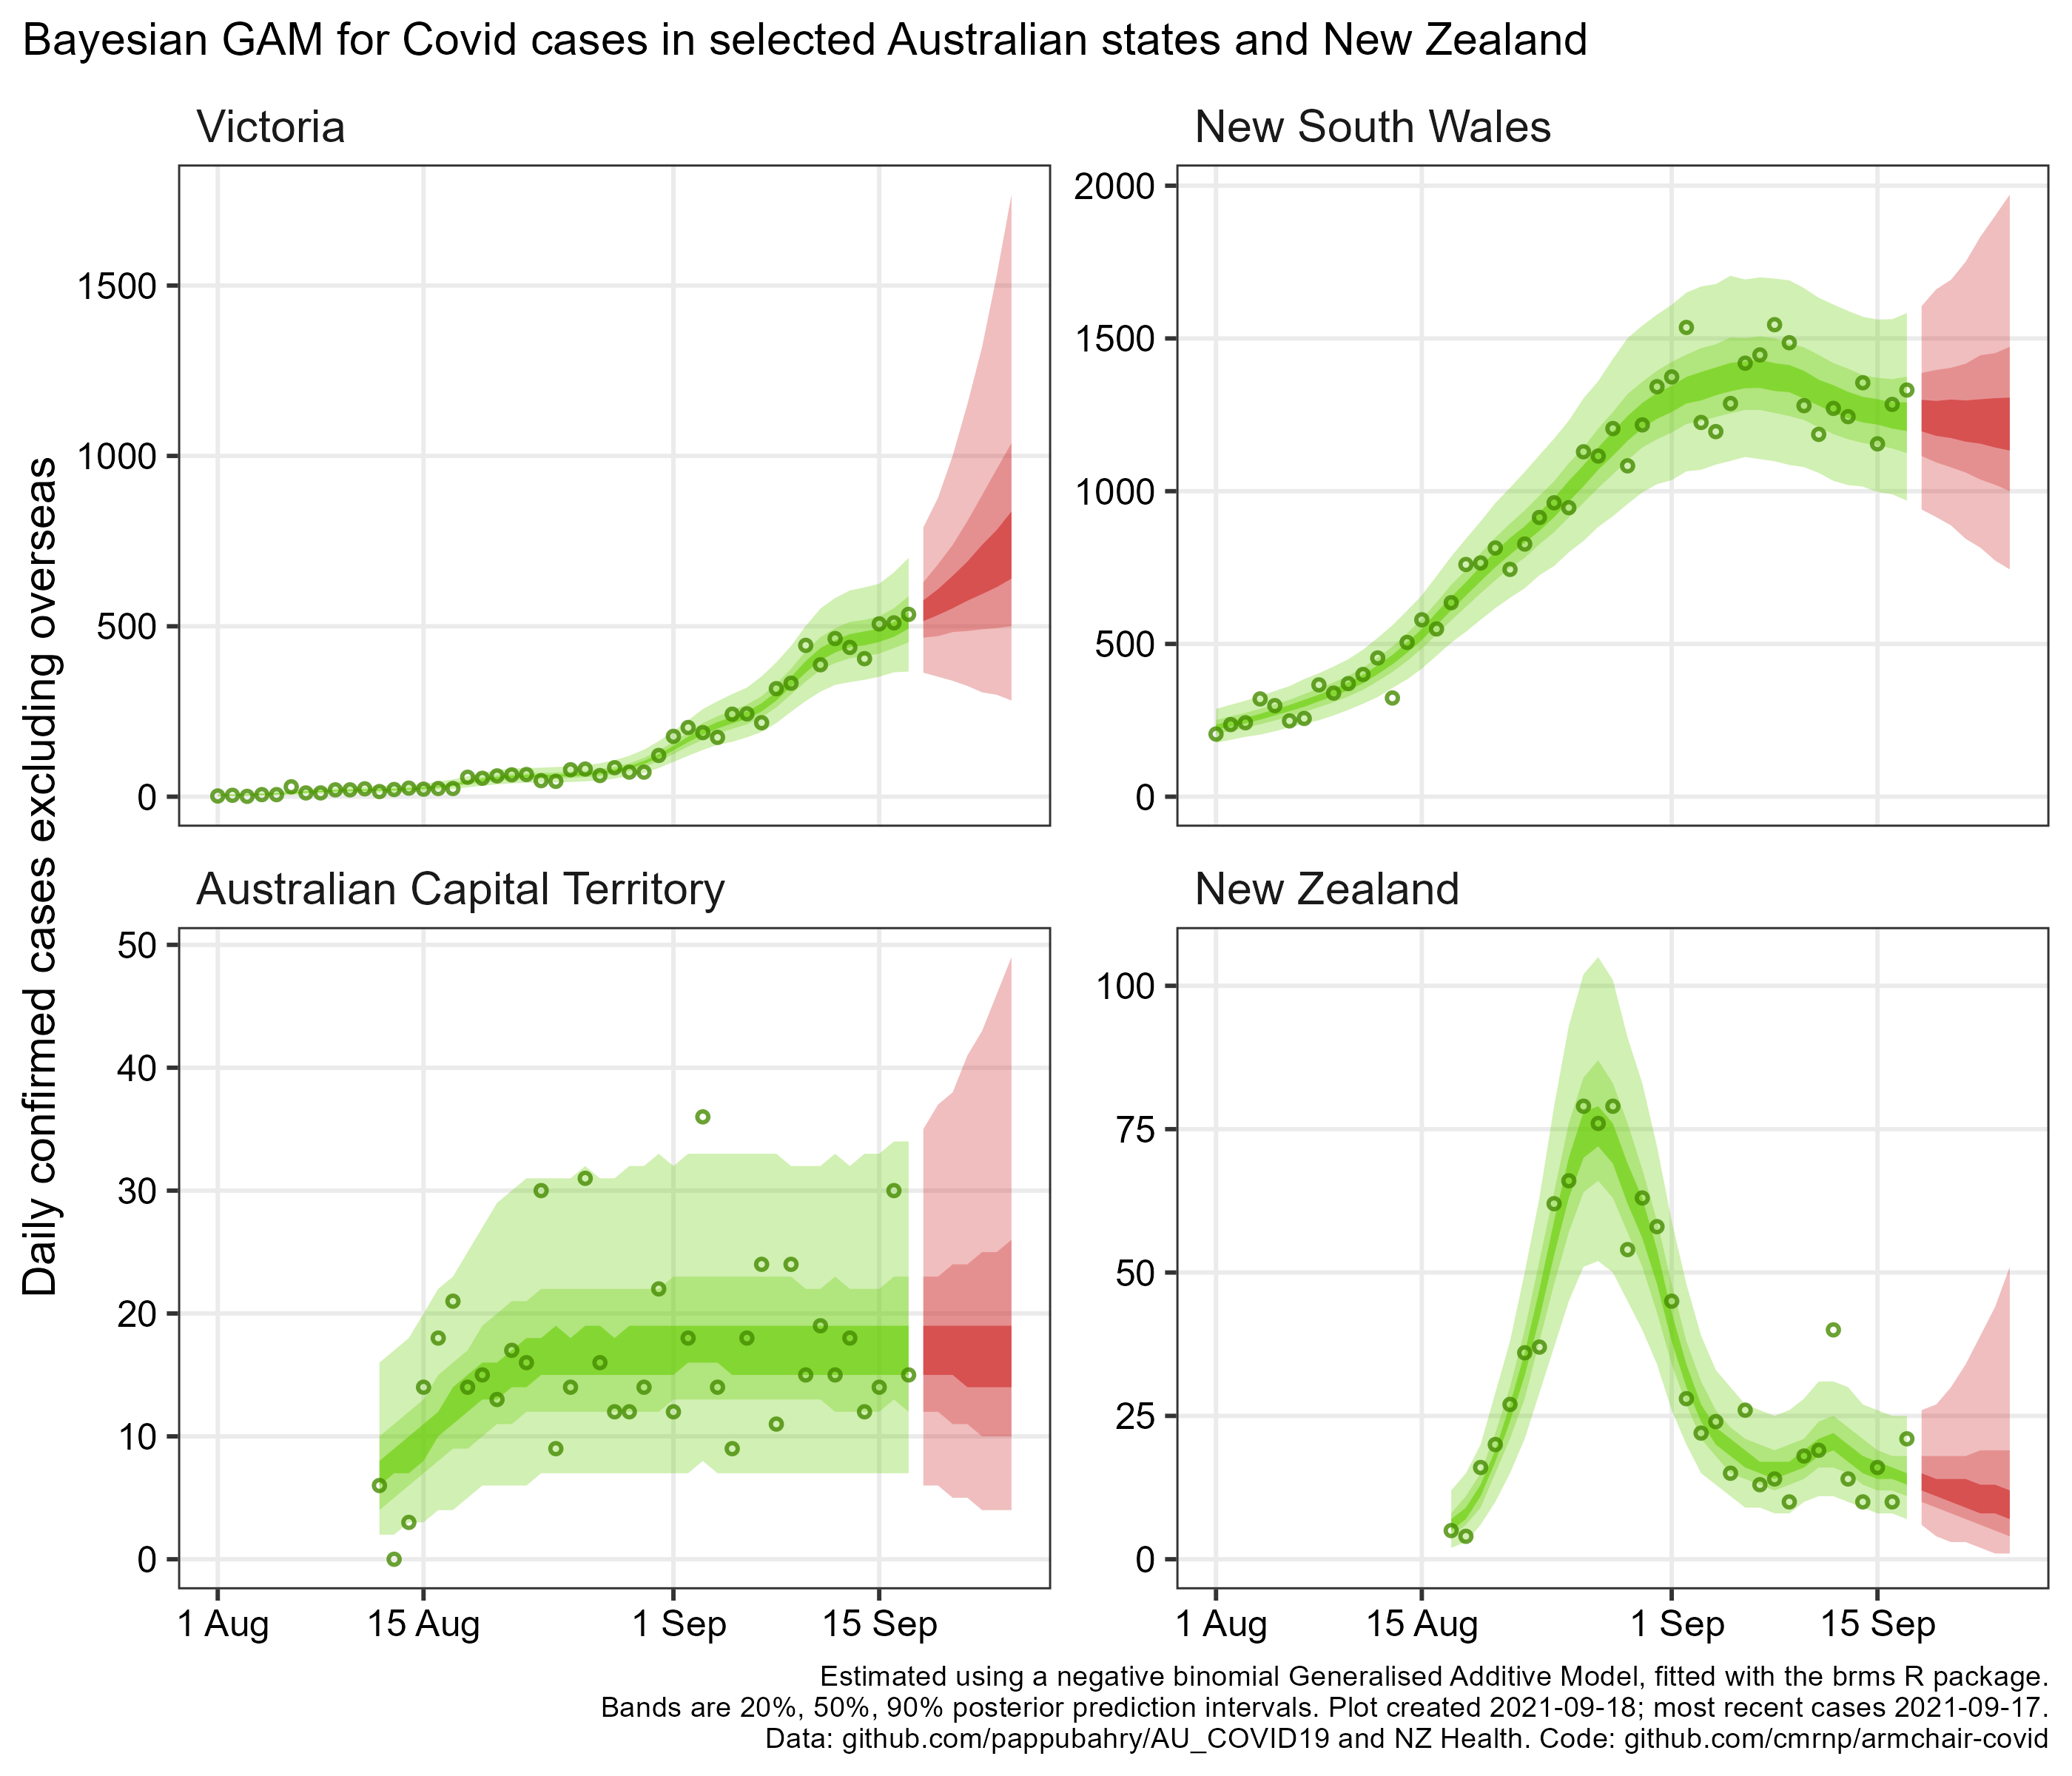 Bayesian GAM for Covid cases in selected Australian states and New Zealand
Daily confirmed cases excluding overseas
Victoria
1500
1000
500
0
New South Wales
2000
1500
1000
500
0
Australian Capital Territory
50
40
30
20
10
0
1 Aug 15 Aug 1 Sep 15 Sep
New Zealand
100
75
50
25
0
1 Aug 15 Aug 1 Sep 15 Sep
Estimated using a negative binomial Generalised Additive Model, fitted with the brms R package.
Bands are 20%, 50%, 90% posterior prediction intervals. Plot created 2021-09-18; most recent cases 2021-09-17.
Data: github.com/pappubahry/AU_COVID19 and NZ Health. Code: github.com/cmrnp/armchair-covid